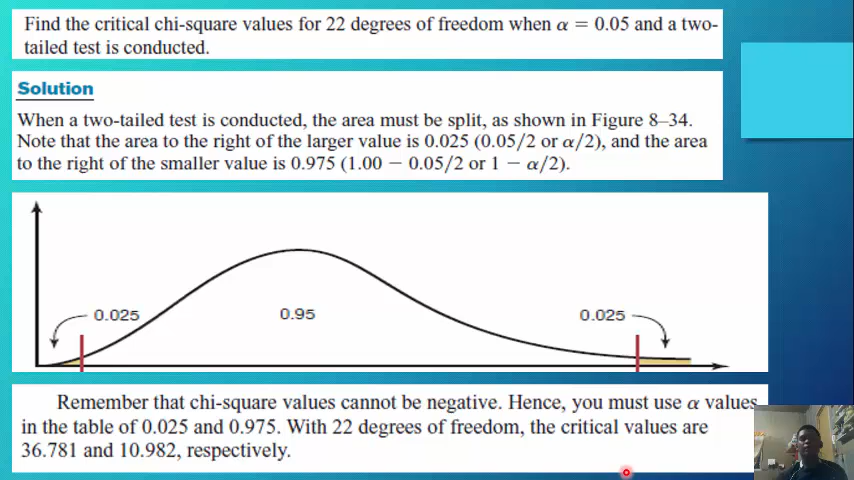 Find the critical chi-square values for 22 degrees of freedom when α = 0.05 and a two-
tailed test is conducted.
Solution
When a two-tailed test is conducted, the area must be split, as shown in Figure 8–34.
Note that the area to the right of the larger value is 0.025 (0.05/2 or α/2), and the area
to the right of the smaller value is 0.975 (1.00 − 0.05/2 or 1 − α/2).
0.025
0.95
0.025
Remember that chi-square values cannot be negative. Hence, you must use α values
in the table of 0.025 and 0.975. With 22 degrees of freedom, the critical values are
36.781 and 10.982, respectively.